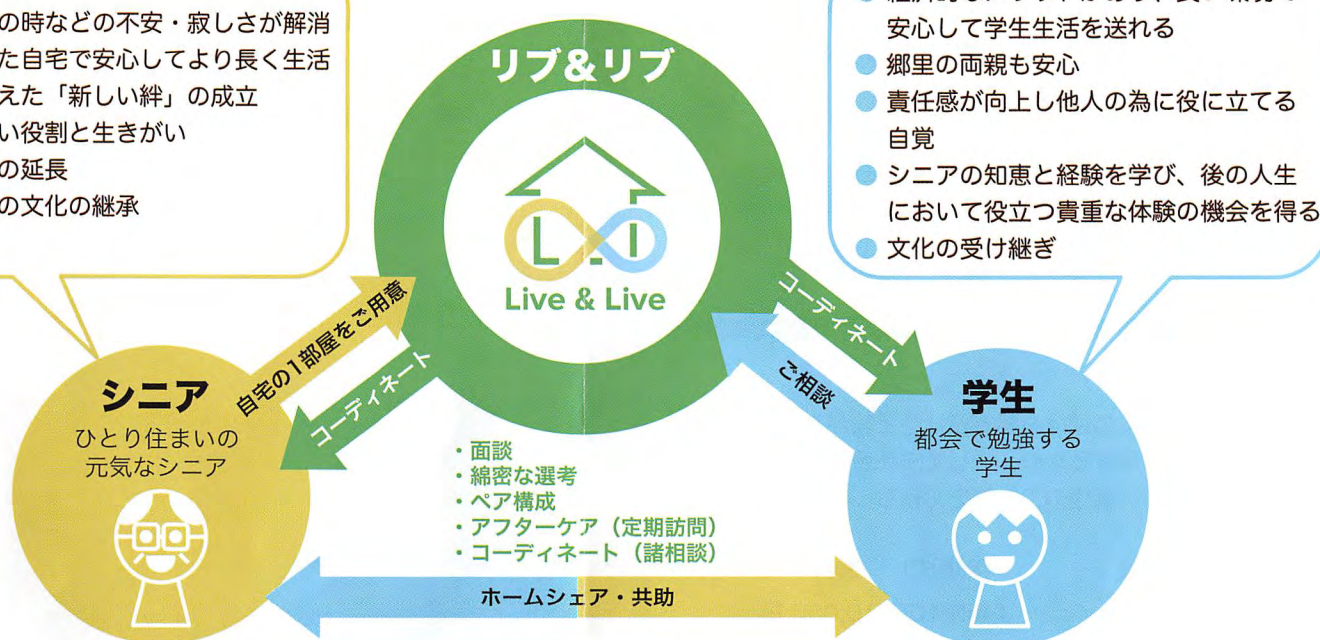 の時などの不安・寂しさが解消
た自宅で安心してより長く生活
えた「新しい絆」の成立
い役割と生きがい
の延長
の文化の継承
リブ&リブ
Live & Live
安心して学生生活を送れる
● 郷里の両親も安心
● 責任感が向上し他人の為に役に立てる
自覚
● シニアの知恵と経験を学び、後の人生
において役立つ貴重な体験の機会を得る
● 文化の受け継ぎ
自宅の1部屋をご用意
コーディネート
コーディネート
ご相談
シニア
ひとり住まいの
元気なシニア
学生
都会で勉強する
学生
・面談
・綿密な選考
・ペア構成
・アフターケア（定期訪問）
・コーディネート（諸相談）
ホームシェア・共助